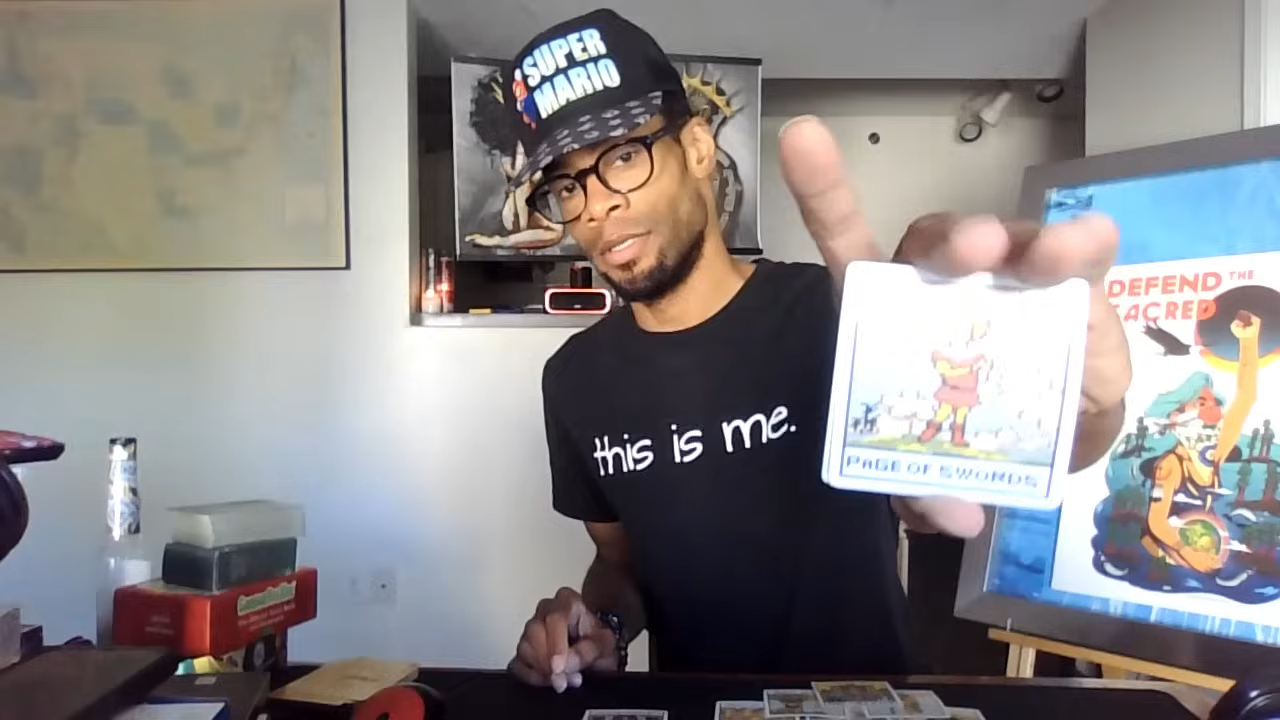 SUPER
MARIO
this is me.
PAGE OF SWORDS
DEFEND THE
SACRED